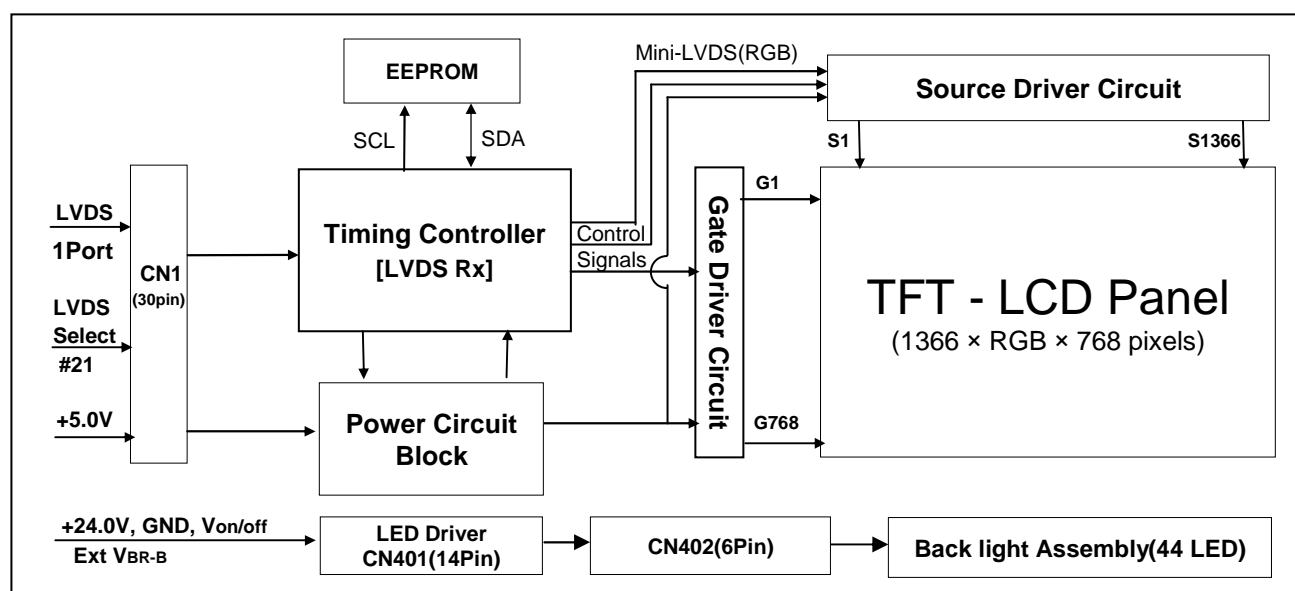 Mini-LVDS(RGB)
EEPROM
Source Driver Circuit
SCL
SDA
S1
S1366
LVDS
1Port
CN1
(30pin)
LVDS
Select
#21
+5.0V
Timing Controller
[LVDS Rx]
Control
Signals
Gate Driver Circuit
G1
G768
TFT - LCD Panel
(1366 × RGB × 768 pixels)
Power Circuit
Block
+24.0V, GND, Von/off
Ext VBR-B
LED Driver
CN401(14Pin)
CN402(6Pin)
Back light Assembly(44 LED)